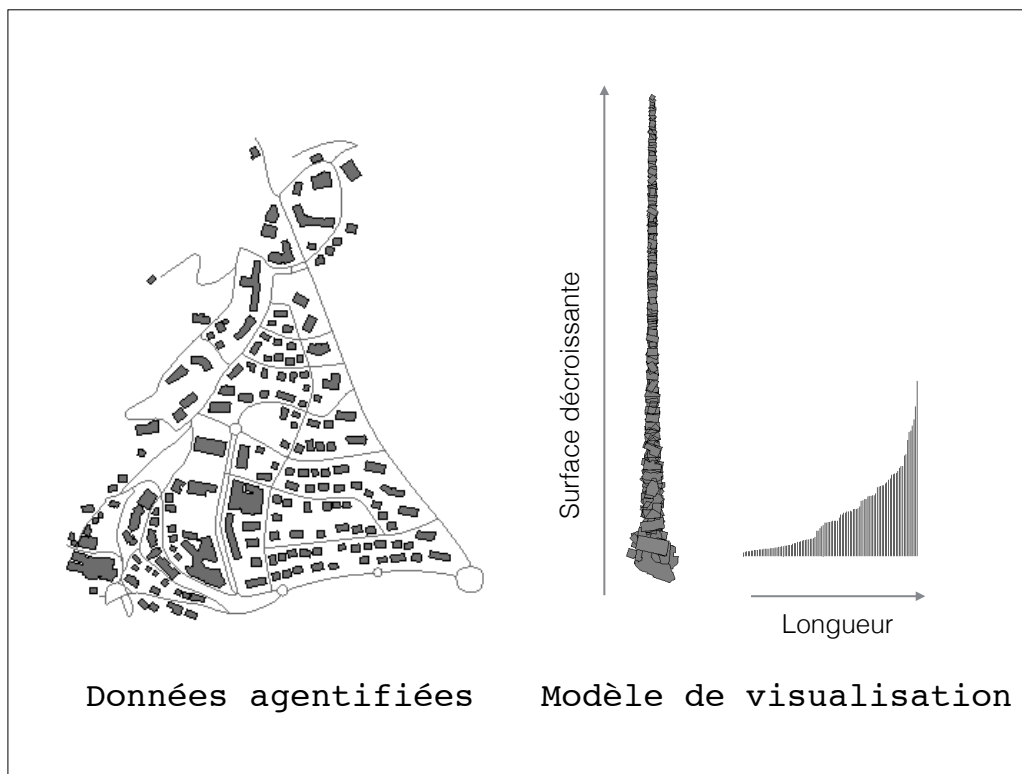 Surface décroissante
Longueur
Données agentifiées
Modèle de visualisation